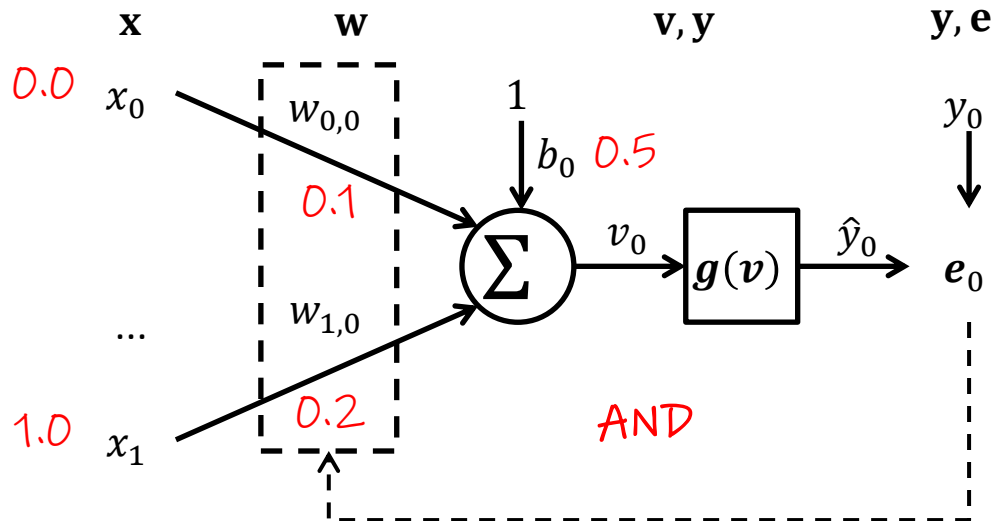 x w v, y y, e
0.0 x₀ w₀,₀ 1 y₀
0.1 b₀ 0.5
Σ v₀ g(v) ŷ₀ e₀
... w₁,₀
1.0 x₁ 0.2 AND